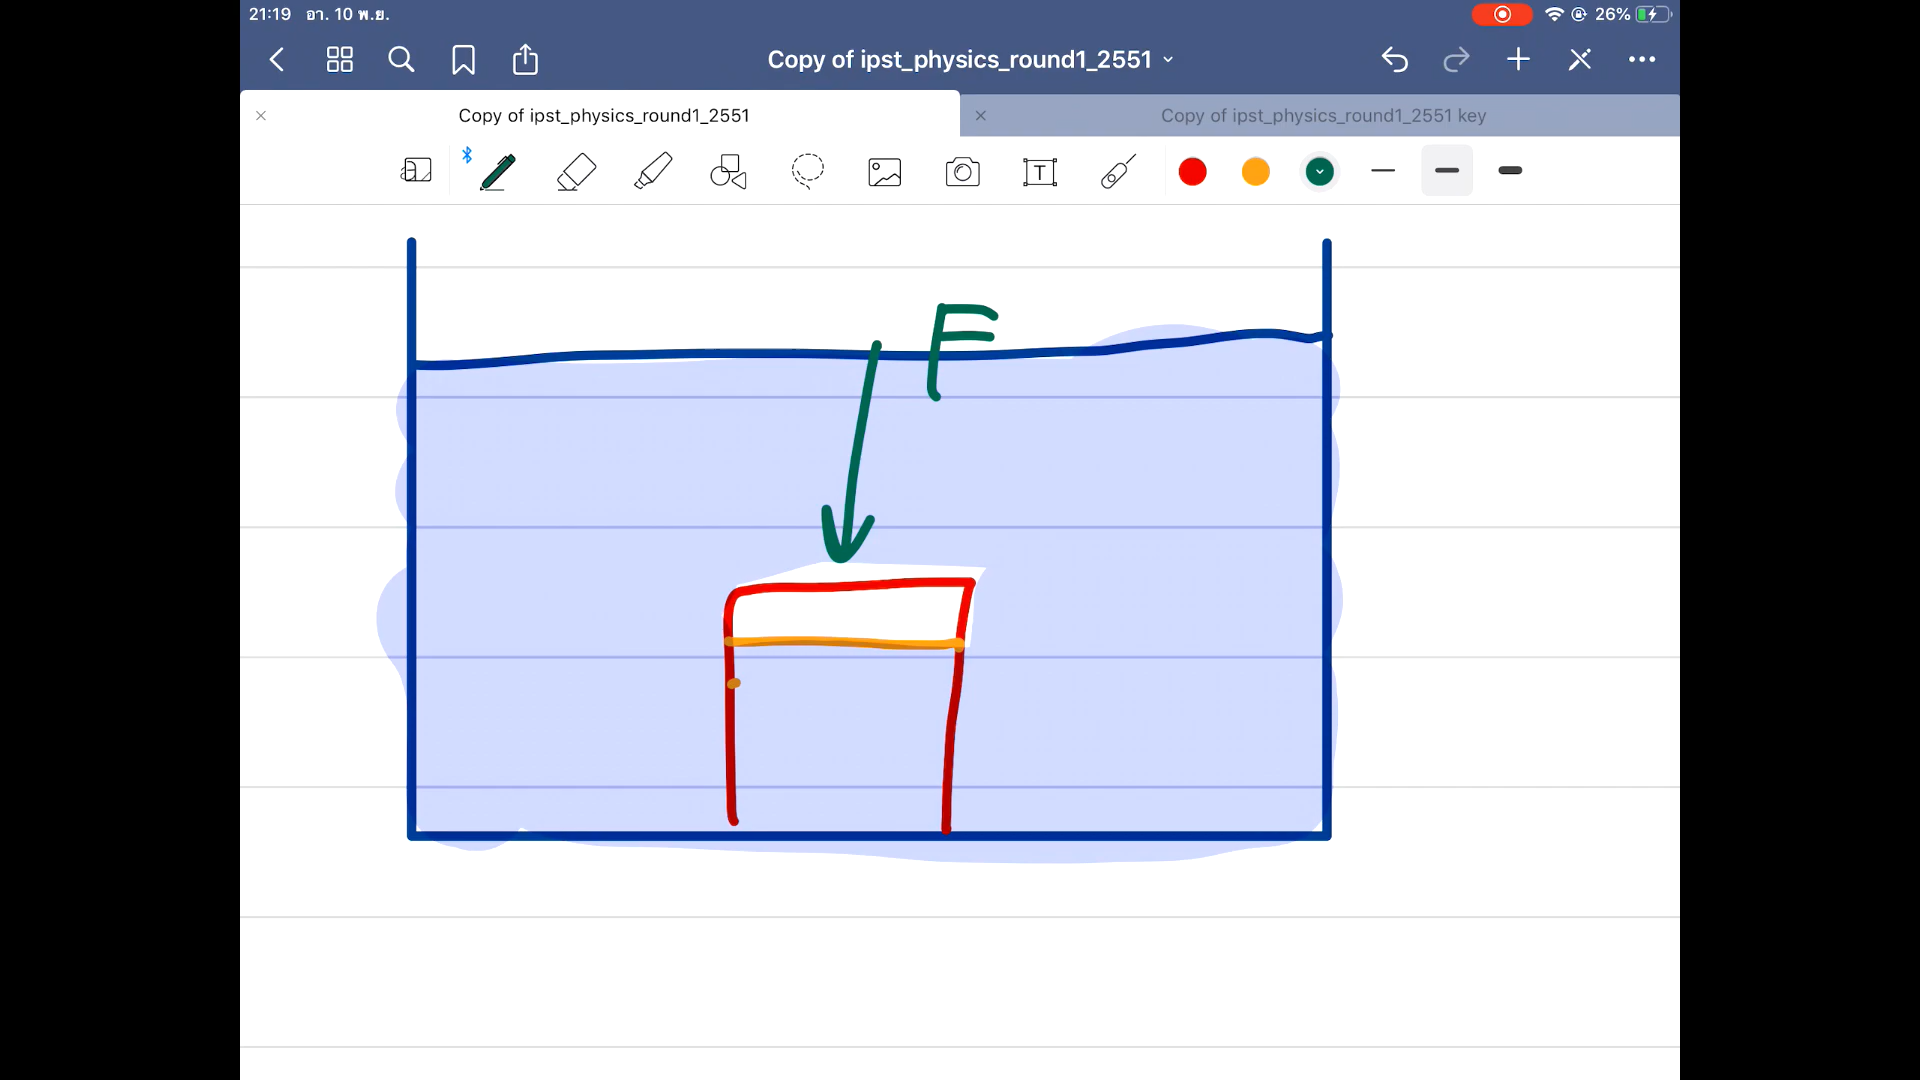 21:19 อา. 10 พ.ย. 26%
Copy of ipst_physics_round1_2551
Copy of ipst_physics_round1_2551 Copy of ipst_physics_round1_2551 key
a T
F